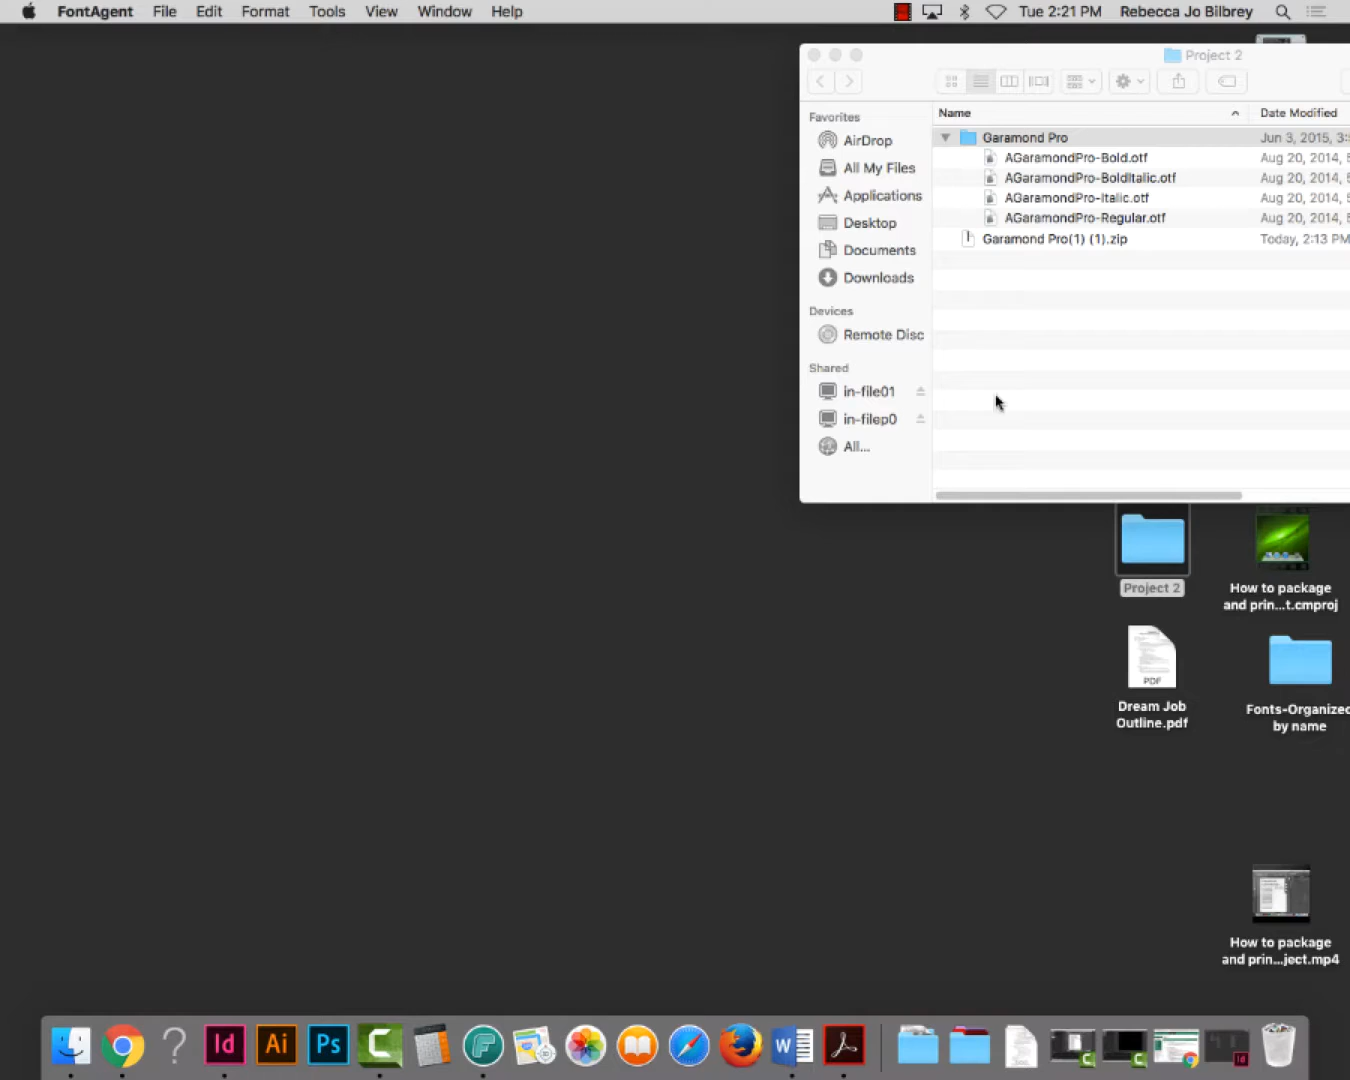 FontAgent File Edit Format Tools View Window Help Tue 2:21 PM Rebecca Jo Bilbrey
Project 2
Name Date Modified
Favorites
AirDrop
All My Files
Applications
Desktop
Documents
Downloads
Devices
Remote Disc
Shared
in-file01
in-filep0
All...
Garamond Pro Jun 3, 2015, 3:
AGaramondPro-Bold.otf Aug 20, 2014,
AGaramondPro-BoldItalic.otf Aug 20, 2014,
AGaramondPro-Italic.otf Aug 20, 2014,
AGaramondPro-Regular.otf Aug 20, 2014,
Garamond Pro(1) (1).zip Today, 2:13 PM
Project 2
How to package
and prin...t.cmproj
PDF
Dream Job
Outline.pdf
Fonts-Organized
by name
How to package
and prin...ject.mp4
? Id Ai Ps C F W